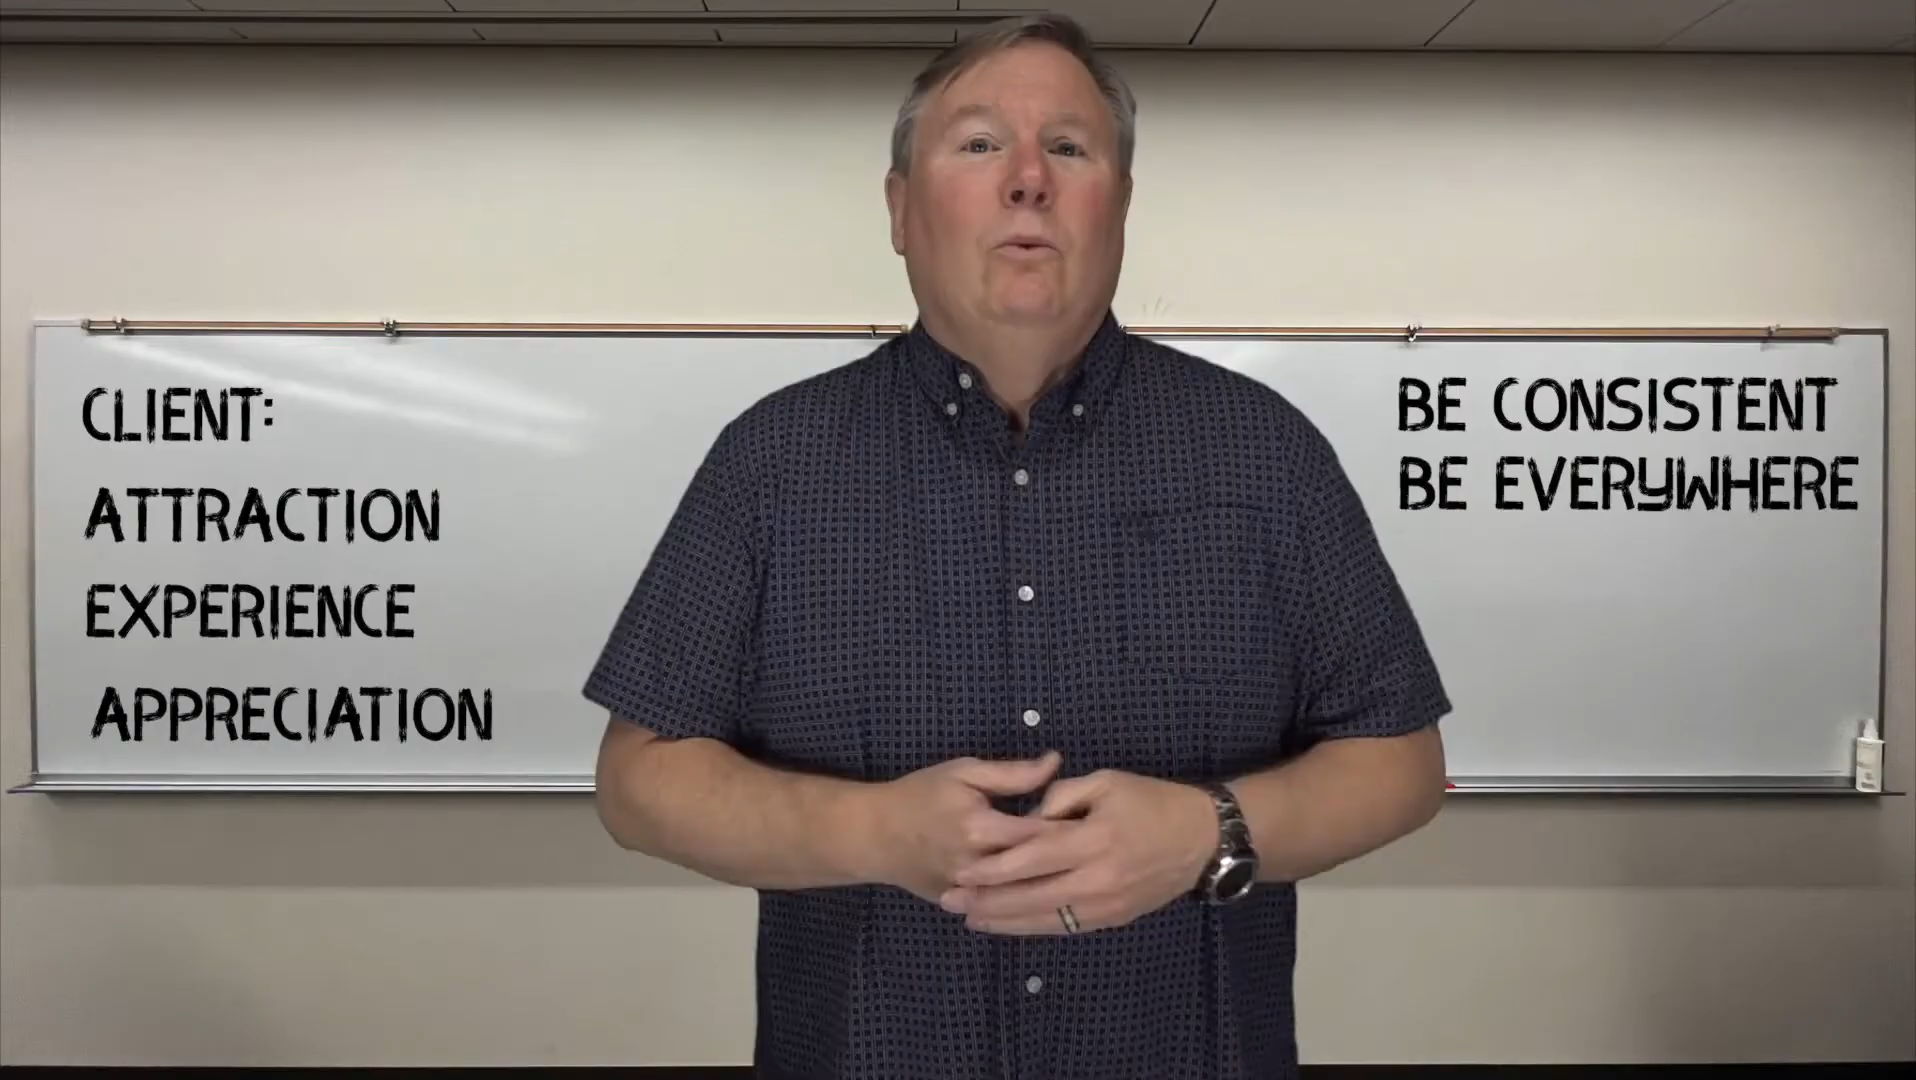 CLIENT:
ATTRACTION
EXPERIENCE
APPRECIATION
BE CONSISTENT
BE EVERYWHERE